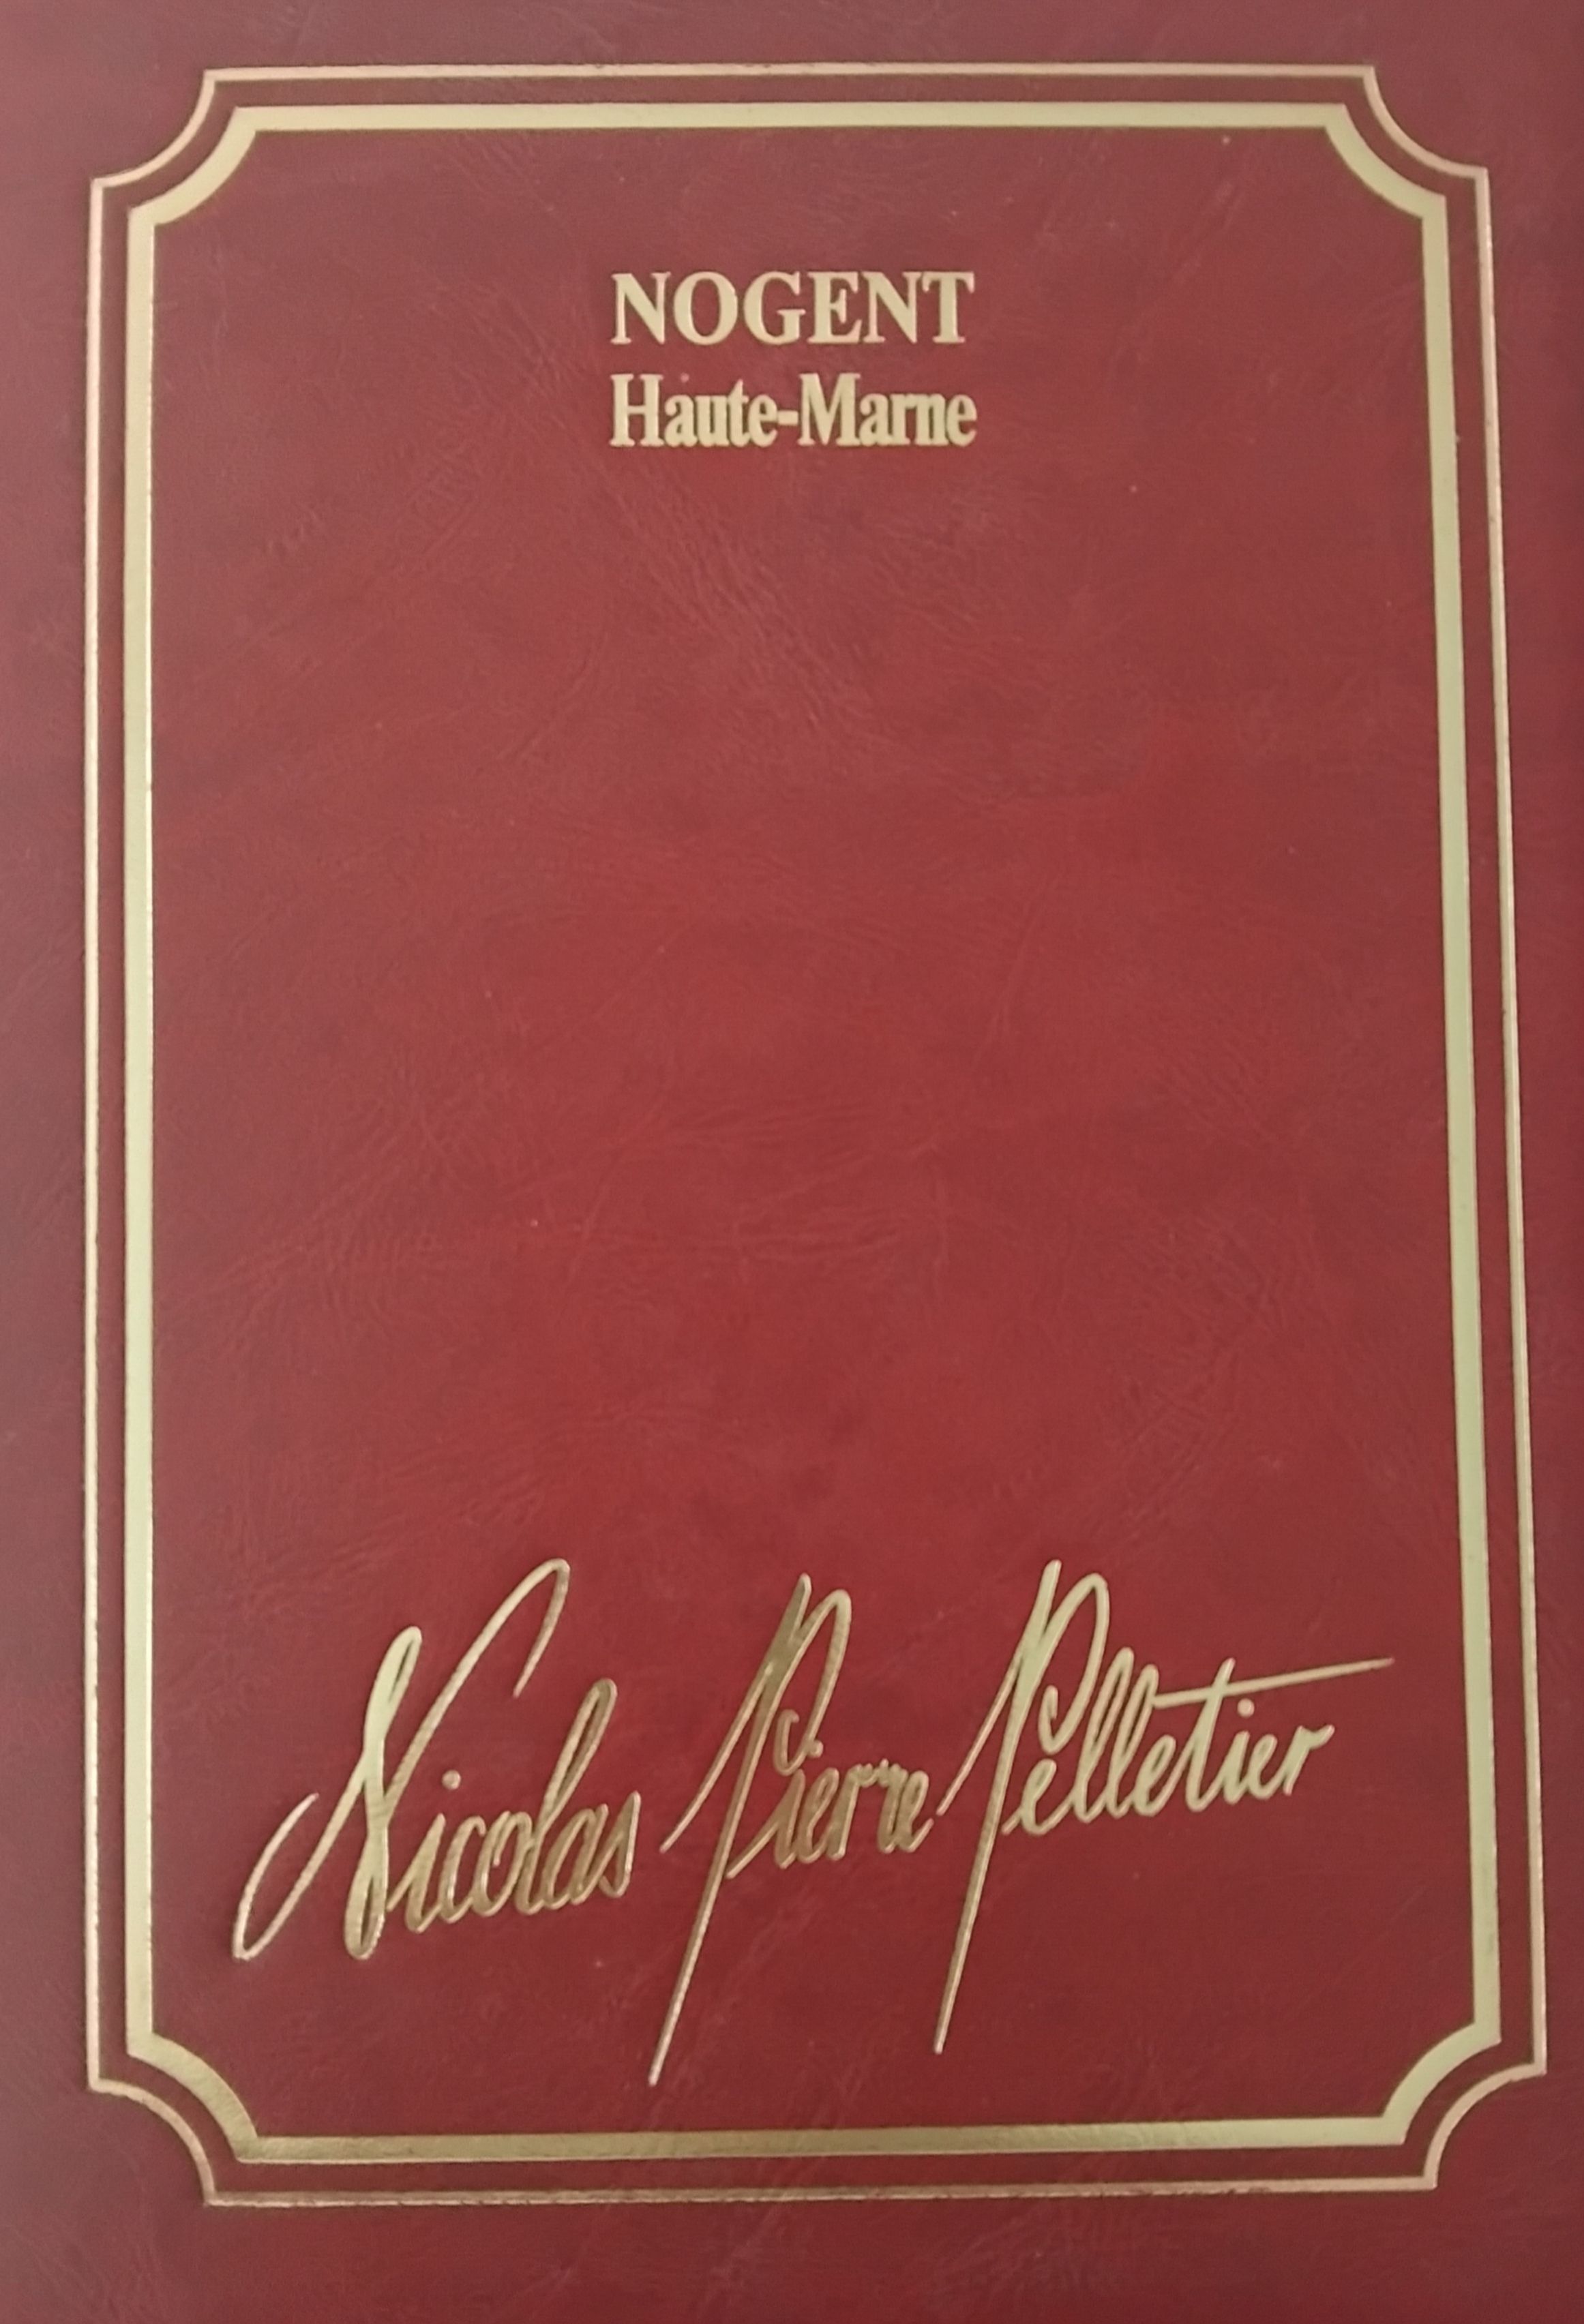 NOGENT
Haute-Marne
Nicolas Pierre Pelletier